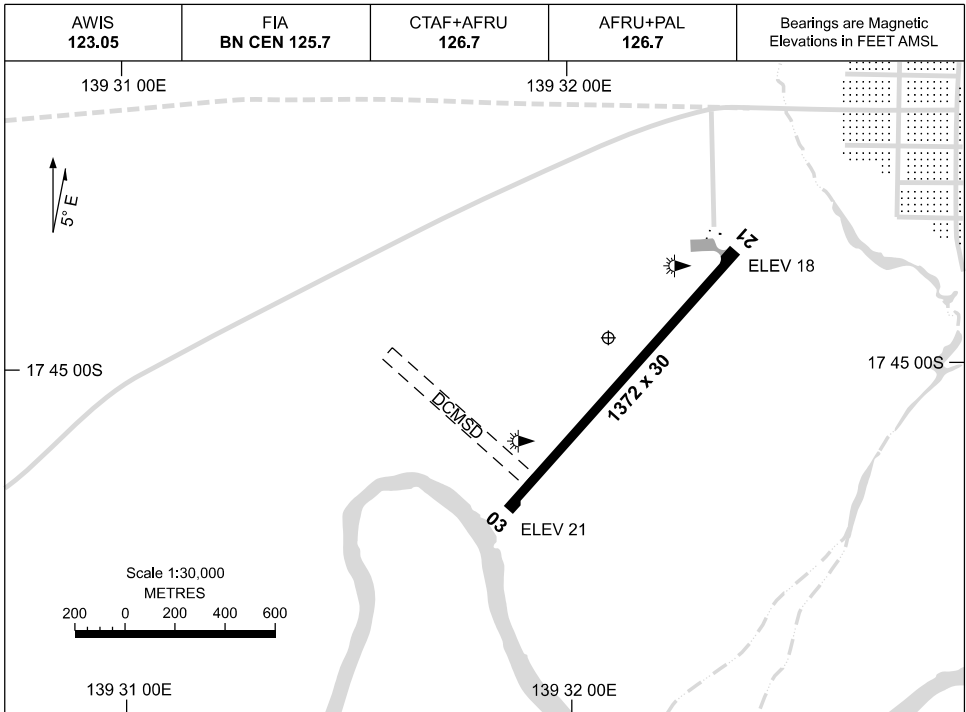 AWIS
123.05
FIA
BN CEN 125.7
CTAF+AFRU
126.7
AFRU+PAL
126.7
Bearings are Magnetic
Elevations in FEET AMSL
139 31 00E
139 32 00E
5° E
21
ELEV 18
17 45 00S
17 45 00S
1372 x 30
DCMSD
03
ELEV 21
Scale 1:30,000
METRES
200 0 200 400 600
139 31 00E
139 32 00E